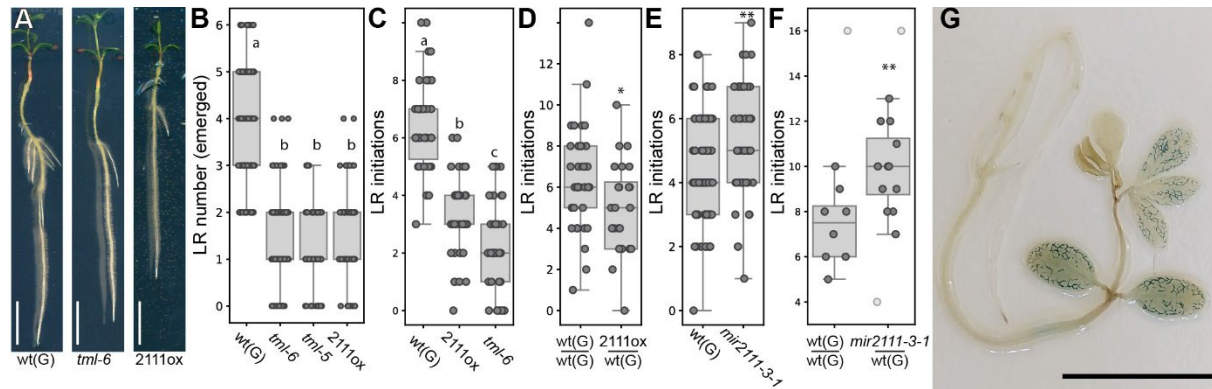 A
wt(G)
tml-6
2111ox
B
LR number (emerged)
6
5
4
3
2
1
0
a
b
b
b
wt(G)
tml-6
tml-5
2111ox
C
LR initiations
10
8
6
4
2
0
a
b
c
wt(G)
2111ox
tml-6
D
LR initiations
14
12
10
8
6
4
2
0
*
wt(G)
wt(G)
2111ox
wt(G)
E
LR initiations
8
6
4
2
0
**
wt(G)
mir2111-3-1
F
LR initiations
16
14
12
10
8
6
4
**
wt(G)
wt(G)
mir2111-3-1
wt(G)
G